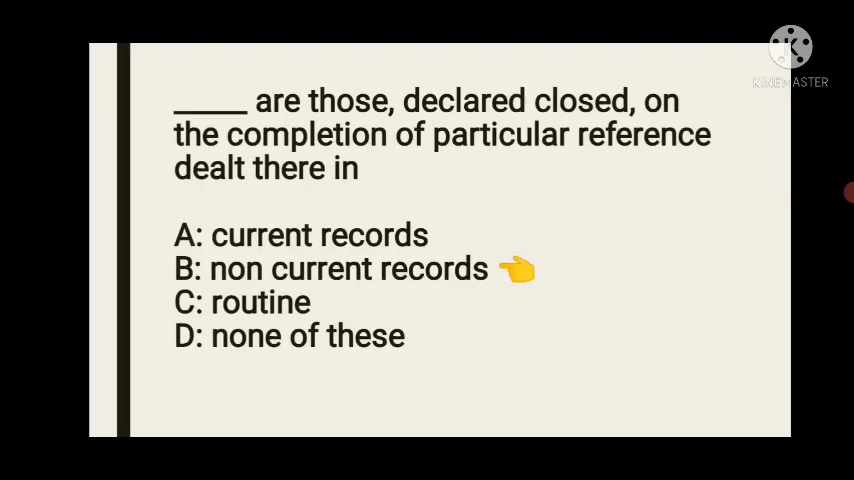 KINEMASTER
_____ are those, declared closed, on
the completion of particular reference
dealt there in
A: current records
B: non current records 👈
C: routine
D: none of these